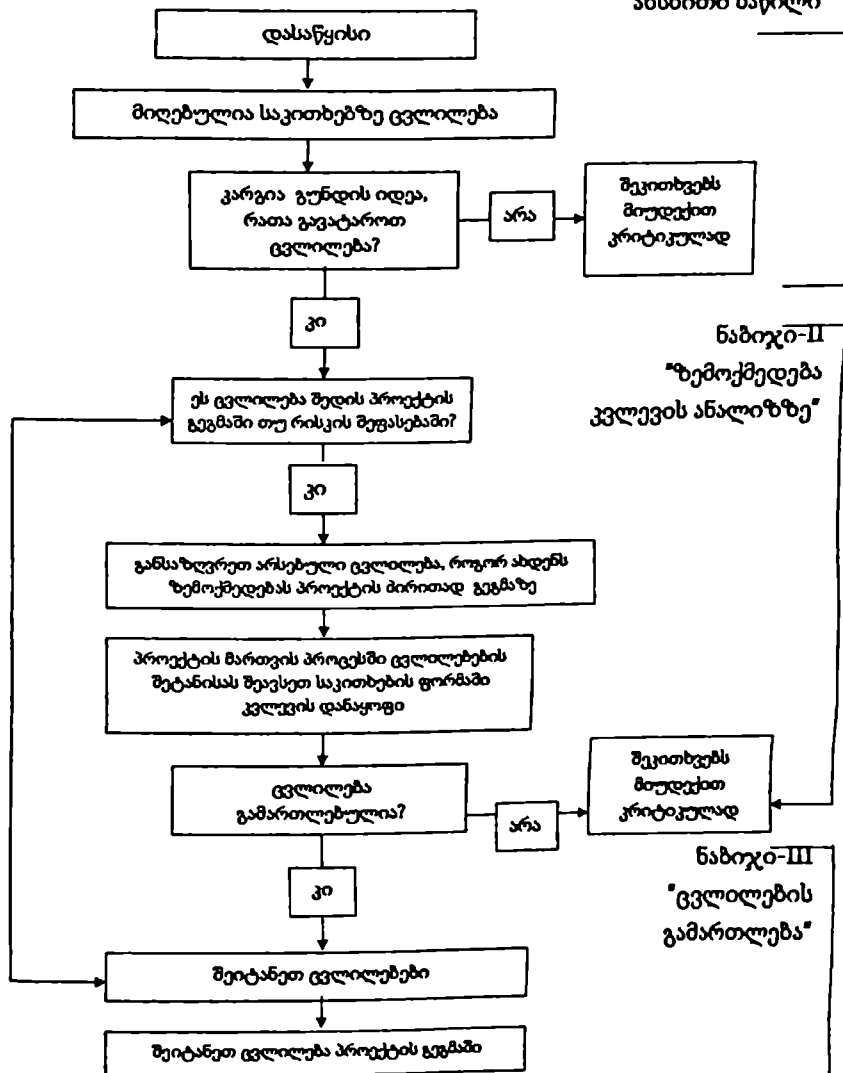 დასაწყისი
მიღებულია საკითხებზე ცვლილება
კარგია გუნდის იდეა,
რათა გავატაროთ
ცვლილება?
არა
შეკითხვებს
მიუდექით
კრიტიკულად
კი
ნაბიჯი-II
"ზემოქმედება
კვლევის ანალიზზე"
ეს ცვლილება შედის პროექტის
გეგმაში თუ რისკის შეფასებაში?
კი
განსაზღვრეთ არსებული ცვლილება, როგორ ახდენს
ზემოქმედებას პროექტის ძირითად გეგმაზე
პროექტის მართვის პროცესში ცვლილებების
შეტანისას შეავსეთ საკითხების ფორმაში
კვლევის დანაყოფი
ცვლილება
გამართლებულია?
არა
შეკითხვებს
მიუდექით
კრიტიკულად
ნაბიჯი-III
"ცვლილების
გამართლება"
კი
შეიტანეთ ცვლილებები
შეიტანეთ ცვლილება პროექტის გეგმაში